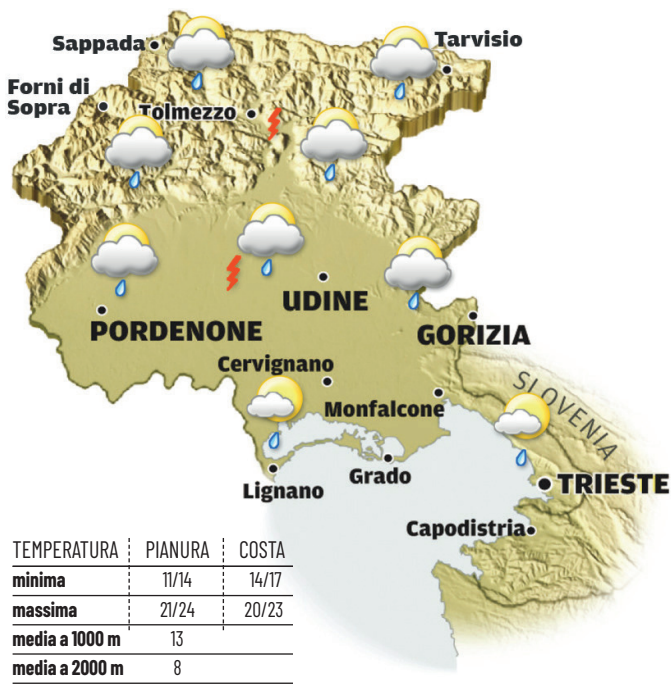 Sappada
Tarvisio
Forni di
Sopra
Tolmezzo
UDINE
PORDENONE
GORIZIA
Cervignano
SLOVENIA
Monfalcone
Grado
TRIESTE
Lignano
Capodistria
TEMPERATURA PIANURA COSTA
minima 11/14 14/17
massima 21/24 20/23
media a 1000 m 13
media a 2000 m 8